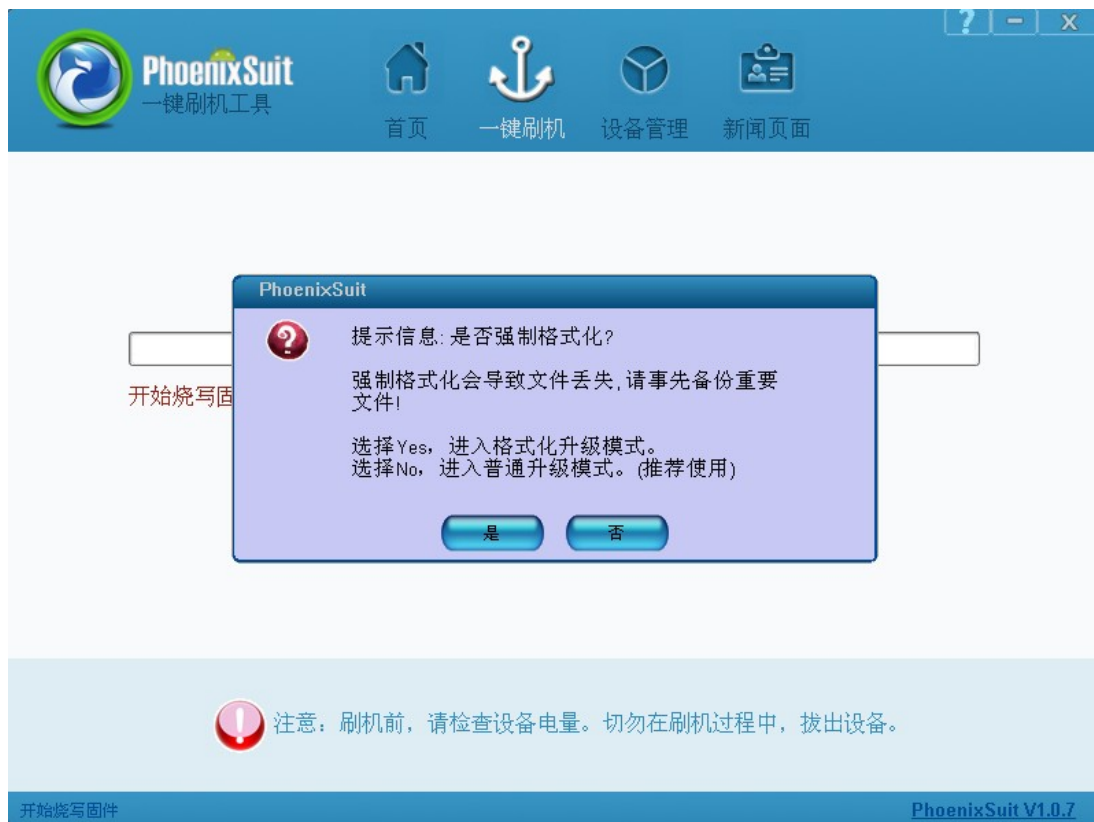 ? － X
PhoenixSuit
一键刷机工具
首页 一键刷机 设备管理 新闻页面
PhoenixSuit
提示信息: 是否强制格式化?
强制格式化会导致文件丢失,请事先备份重要
文件!
选择Yes，进入格式化升级模式。
选择No，进入普通升级模式。(推荐使用)
是 否
开始烧写固
注意：刷机前，请检查设备电量。切勿在刷机过程中，拔出设备。
开始烧写固件 PhoenixSuit V1.0.7